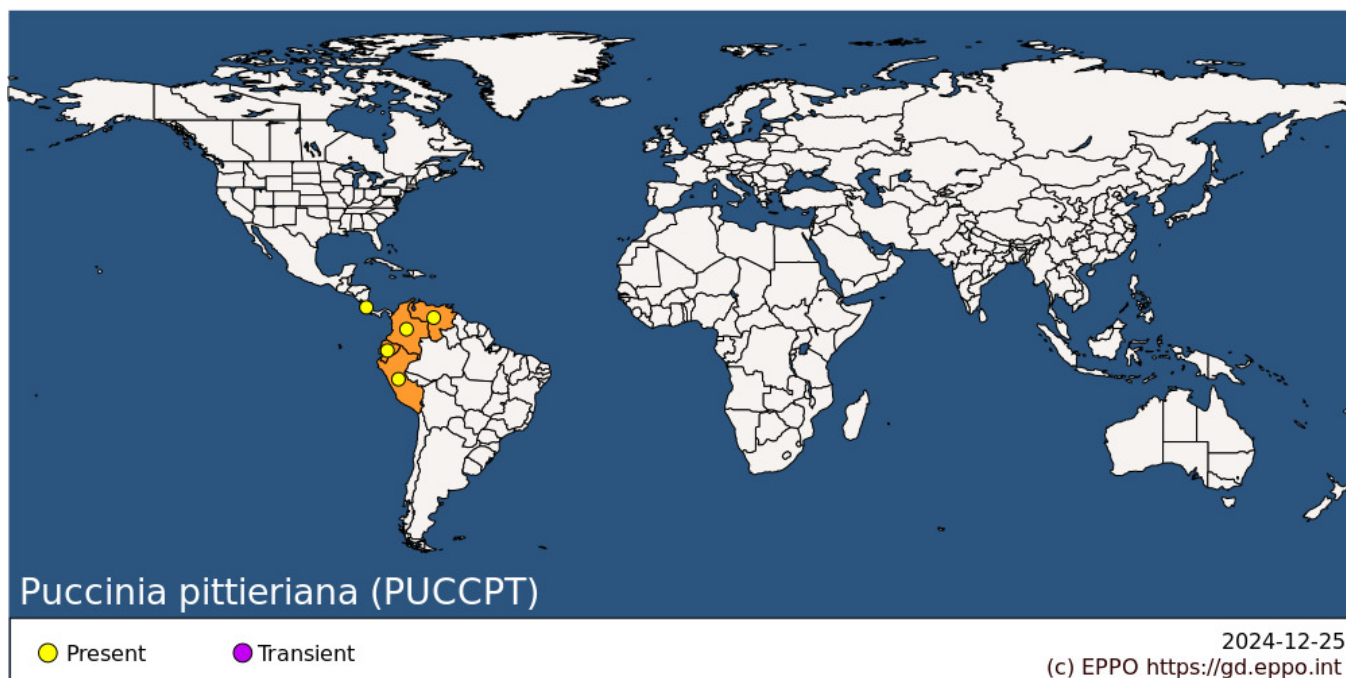 Puccinia pittieriana (PUCCPT)
Present
Transient
2024-12-25
(c) EPPO https://gd.eppo.int